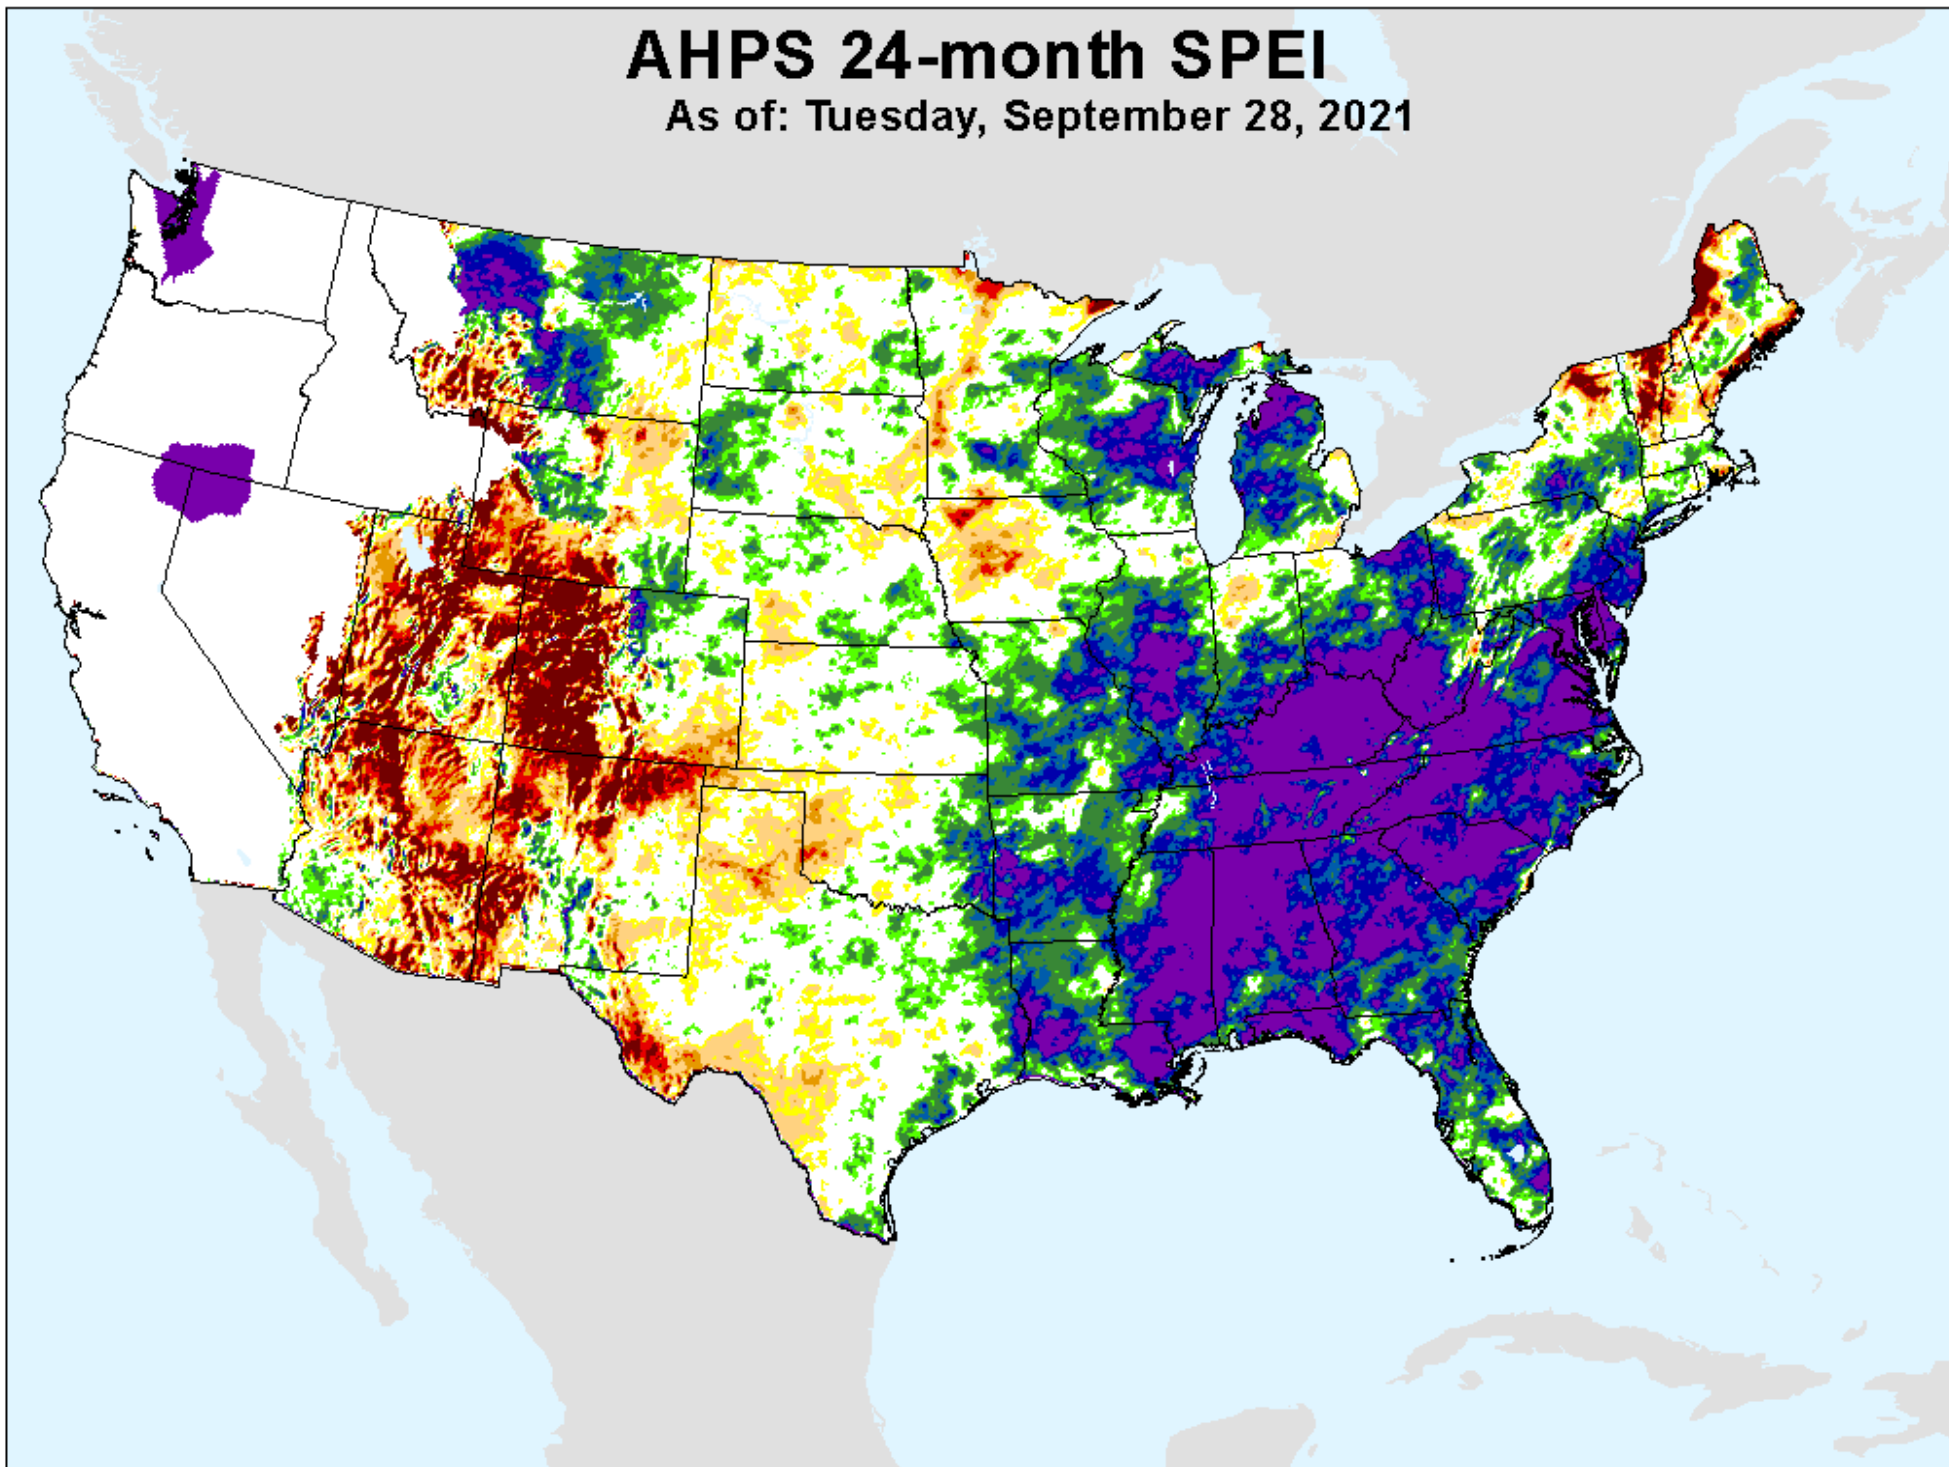 AHPS 24-month SPEI
As of: Tuesday, September 28, 2021